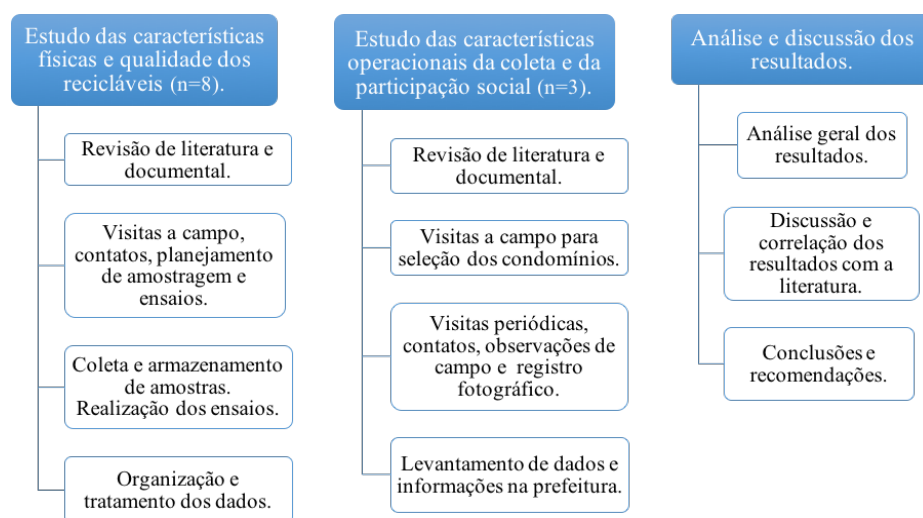 Estudo das características
físicas e qualidade dos
recicláveis (n=8).
Revisão de literatura e
documental.
Visitas a campo,
contatos, planejamento
de amostragem e
ensaios.
Coleta e armazenamento
de amostras.
Realização dos ensaios.
Organização e
tratamento dos dados.
Estudo das características
operacionais da coleta e da
participação social (n=3).
Revisão de literatura e
documental.
Visitas a campo para
seleção dos condomínios.
Visitas periódicas,
contatos, observações de
campo e registro
fotográfico.
Levantamento de dados e
informações na prefeitura.
Análise e discussão dos
resultados.
Análise geral dos
resultados.
Discussão e
correlação dos
resultados com a
literatura.
Conclusões e
recomendações.